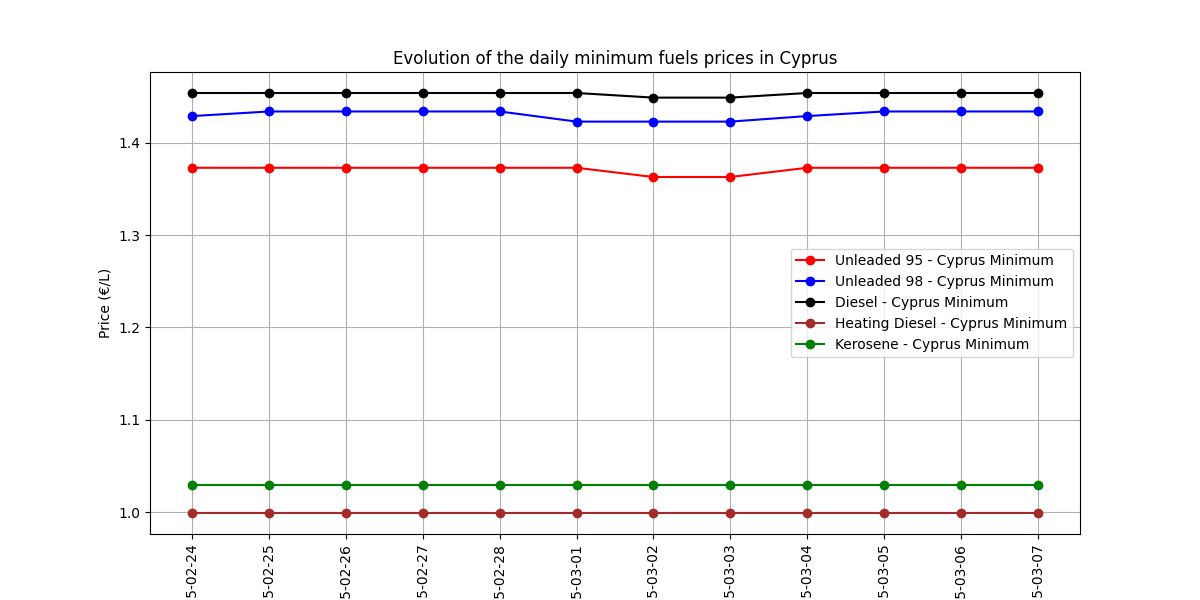 Evolution of the daily minimum fuels prices in Cyprus
Price (€/L)
1.4
1.3
1.2
1.1
1.0
Unleaded 95 - Cyprus Minimum
Unleaded 98 - Cyprus Minimum
Diesel - Cyprus Minimum
Heating Diesel - Cyprus Minimum
Kerosene - Cyprus Minimum
5-02-24
5-02-25
5-02-26
5-02-27
5-02-28
5-03-01
5-03-02
5-03-03
5-03-04
5-03-05
5-03-06
5-03-07